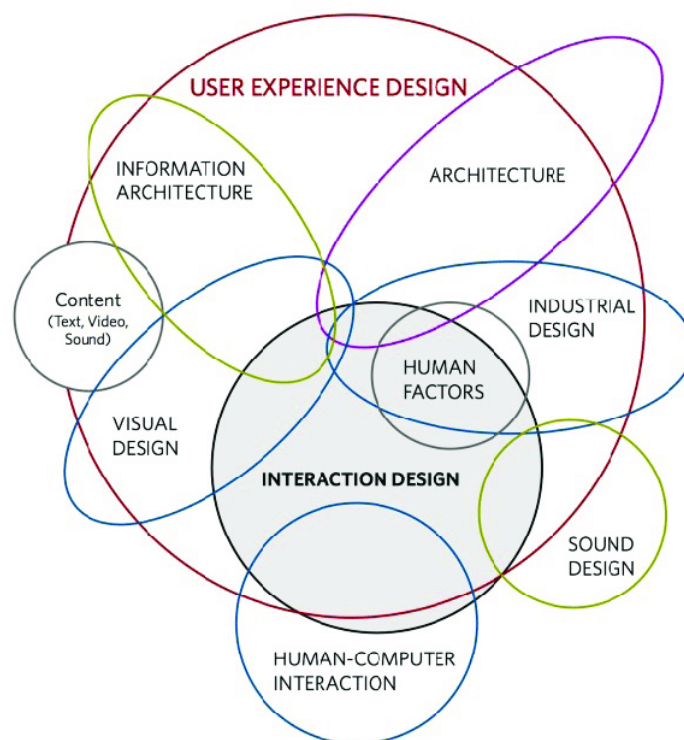 USER EXPERIENCE DESIGN
INFORMATION
ARCHITECTURE
ARCHITECTURE
Content
(Text, Video,
Sound)
INDUSTRIAL
DESIGN
HUMAN
FACTORS
VISUAL
DESIGN
INTERACTION DESIGN
SOUND
DESIGN
HUMAN-COMPUTER
INTERACTION